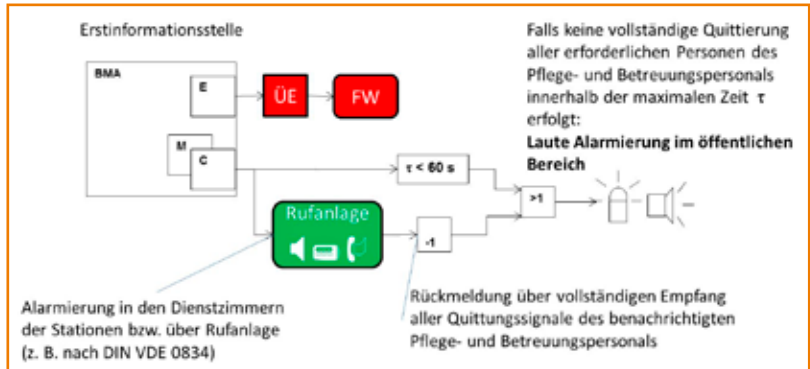 Erstinformationsstelle
Falls keine vollständige Quittierung
aller erforderlichen Personen des
Pflege- und Betreuungspersonals
innerhalb der maximalen Zeit τ
erfolgt:
Laute Alarmierung im öffentlichen
Bereich
BMA
E
ÜE
FW
M
C
τ < 60 s
>1
Rufanlage
-1
Alarmierung in den Dienstzimmern
der Stationen bzw. über Rufanlage
(z. B. nach DIN VDE 0834)
Rückmeldung über vollständigen Empfang
aller Quittungssignale des benachrichtigten
Pflege- und Betreuungspersonals